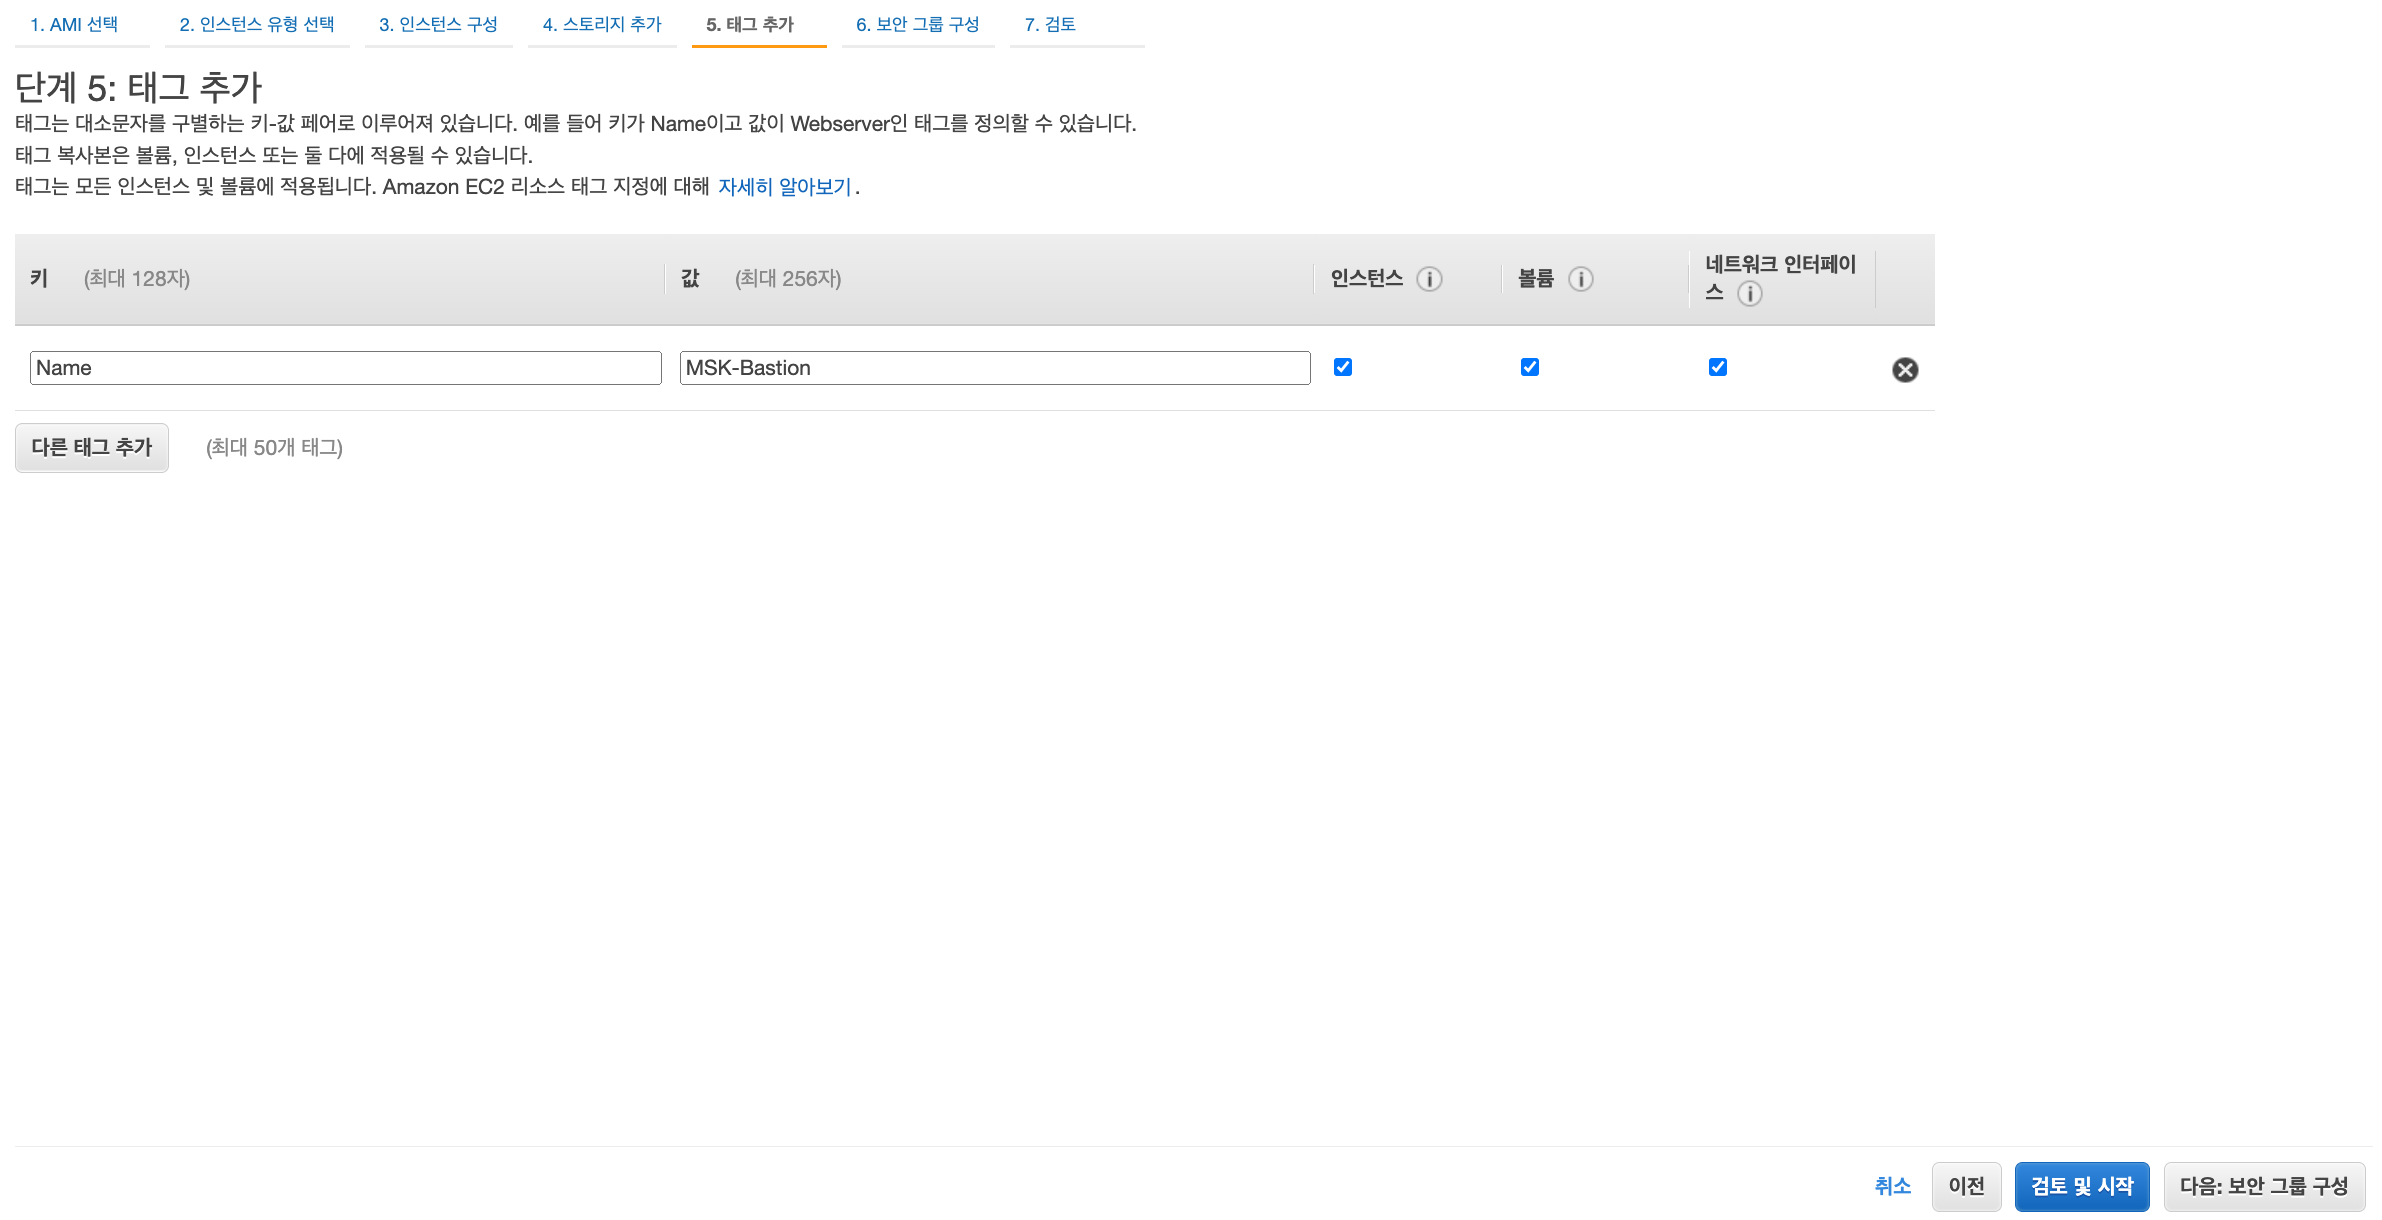 1. AMI 선택 2. 인스턴스 유형 선택 3. 인스턴스 구성 4. 스토리지 추가 5. 태그 추가 6. 보안 그룹 구성 7. 검토
단계 5: 태그 추가
태그는 대소문자를 구별하는 키-값 페어로 이루어져 있습니다. 예를 들어 키가 Name이고 값이 Webserver인 태그를 정의할 수 있습니다.
태그 복사본은 볼륨, 인스턴스 또는 둘 다에 적용될 수 있습니다.
태그는 모든 인스턴스 및 볼륨에 적용됩니다. Amazon EC2 리소스 태그 지정에 대해 자세히 알아보기.
키 (최대 128자) 값 (최대 256자) 인스턴스 볼륨 네트워크 인터페이
스
Name MSK-Bastion
다른 태그 추가 (최대 50개 태그)
취소 이전 검토 및 시작 다음: 보안 그룹 구성